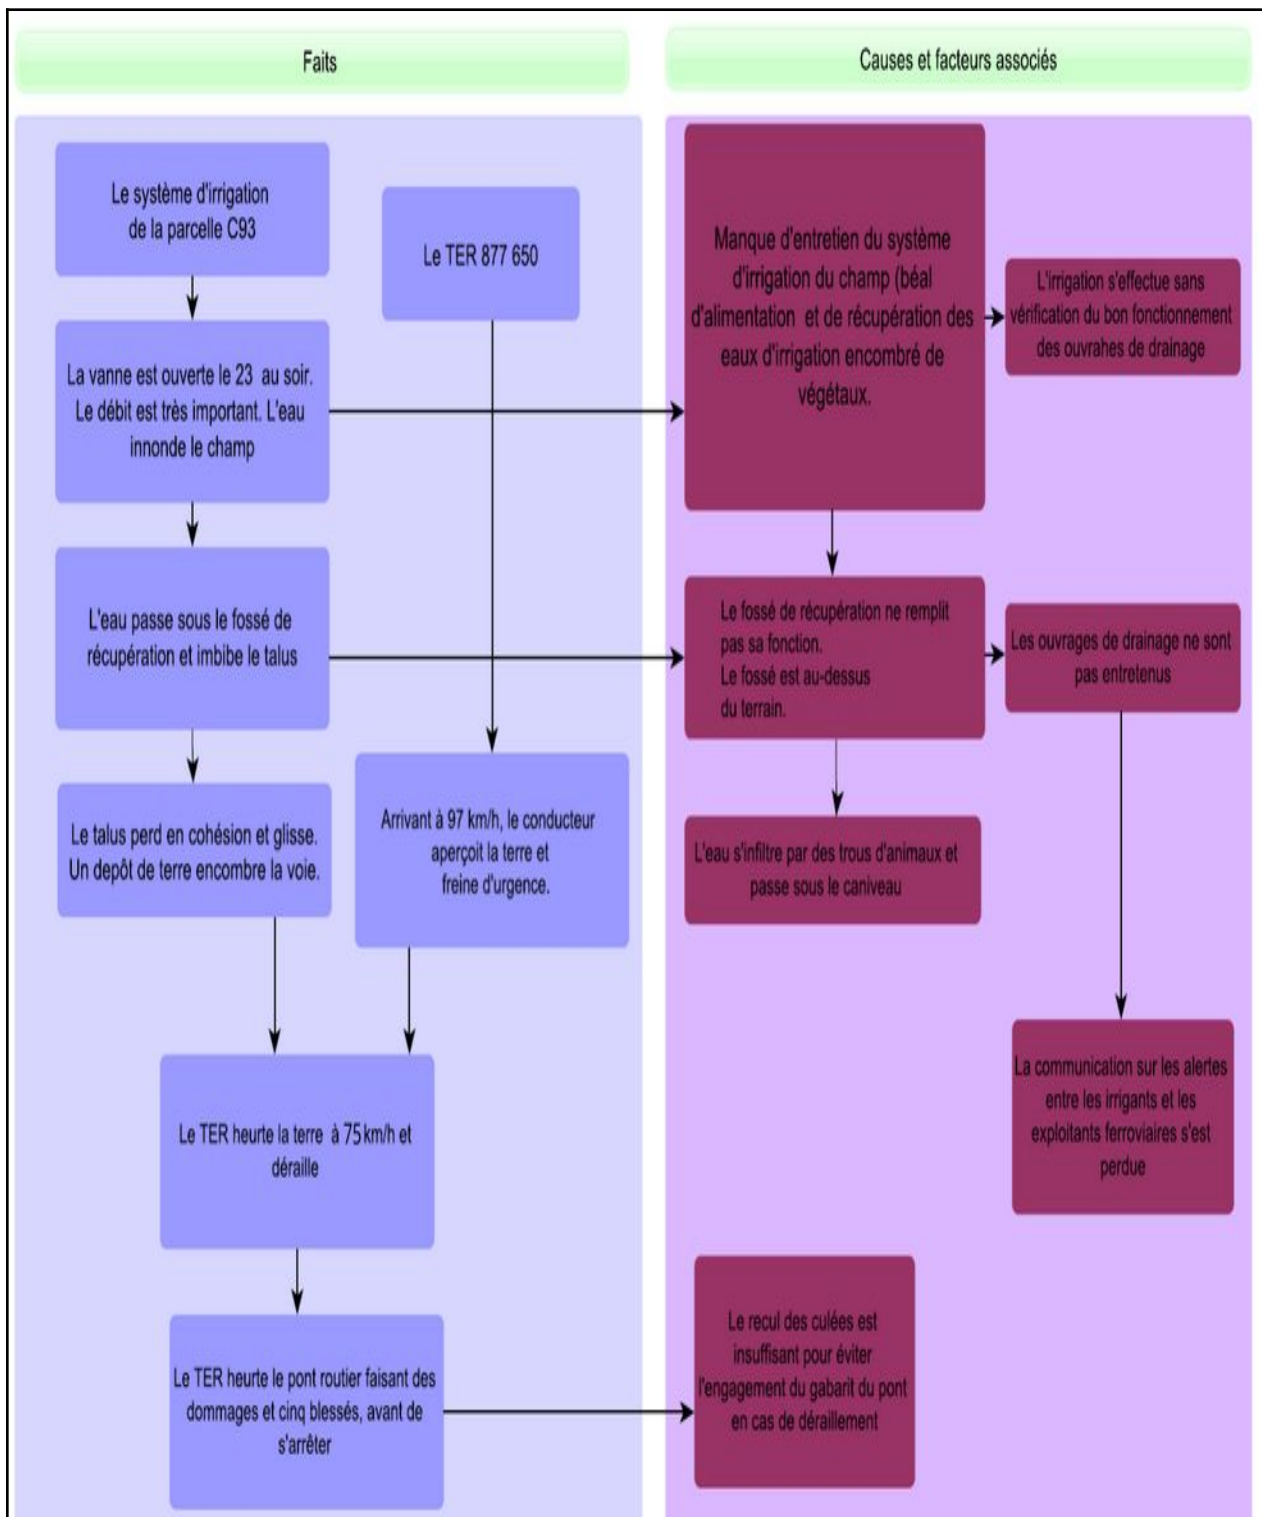 Faits
Causes et facteurs associés
Le système d'irrigation
de la parcelle C93
Le TER 877 650
La vanne est ouverte le 23 au soir.
Le débit est très important. L'eau
innonde le champ
L'eau passe sous le fossé de
récupération et imbibe le talus
Le talus perd en cohésion et glisse.
Un depôt de terre encombre la voie.
Arrivant à 97 km/h, le conducteur
aperçoit la terre et
freine d'urgence.
Le TER heurte la terre à 75 km/h et
déraille
Le TER heurte le pont routier faisant des
dommages et cinq blessés, avant de
s'arrêter
Manque d'entretien du système
d'irrigation du champ (béal
d'alimentation et de récupération des
eaux d'irrigation encombré de
végétaux.
L'irrigation s'effectue sans
vérification du bon fonctionnement
des ouvrahes de drainage
Le fossé de récupération ne remplit
pas sa fonction.
Le fossé est au-dessus
du terrain.
Les ouvrages de drainage ne sont
pas entretenus
L'eau s'infiltre par des trous d'animaux et
passe sous le caniveau
La communication sur les alertes
entre les irrigants et les
exploitants ferroviaires s'est
perdue
Le recul des culées est
insuffisant pour éviter
l'engagement du gabarit du pont
en cas de déraillement